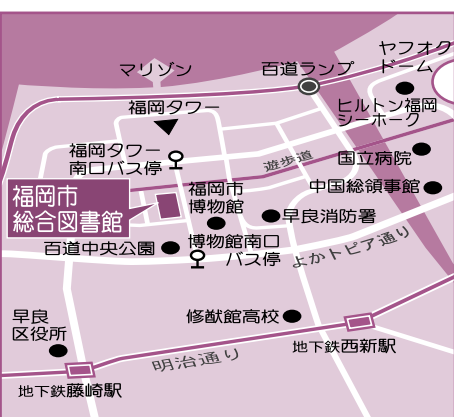 ヤフオク
ドーム
マリゾン
百道ランプ
福岡タワー
ヒルトン福岡
シーホーク
福岡タワー
南口バス停
遊歩道
国立病院
中国総領事館
福岡市
総合図書館
福岡市
博物館
早良消防署
百道中央公園
博物館南口
バス停
よかトピア通り
早良
区役所
修猷館高校
地下鉄西新駅
明治通り
地下鉄藤崎駅